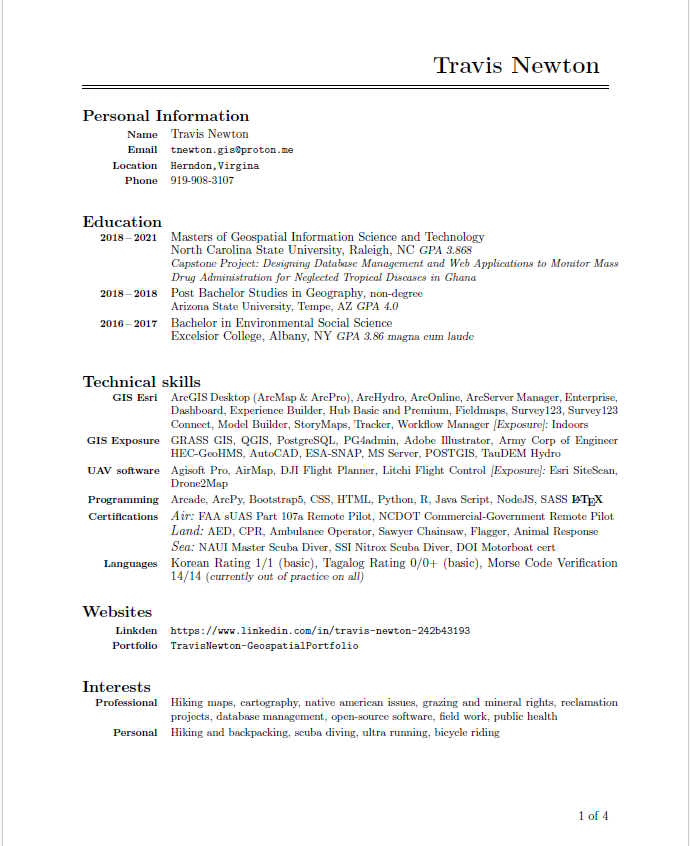 Travis Newton
Personal Information
Name Travis Newton
Email tnewton.gis@proton.me
Location Herndon,Virgina
Phone 919-908-3107
Education
2018 – 2021 Masters of Geospatial Information Science and Technology
North Carolina State University, Raleigh, NC GPA 3.868
Capstone Project: Designing Database Management and Web Applications to Monitor Mass
Drug Administration for Neglected Tropical Diseases in Ghana
2018 – 2018 Post Bachelor Studies in Geography, non-degree
Arizona State University, Tempe, AZ GPA 4.0
2016 – 2017 Bachelor in Environmental Social Science
Excelsior College, Albany, NY GPA 3.86 magna cum laude
Technical skills
GIS Esri ArcGIS Desktop (ArcMap & ArcPro), ArcHydro, ArcOnline, ArcServer Manager, Enterprise,
Dashboard, Experience Builder, Hub Basic and Premium, Fieldmaps, Survey123, Survey123
Connect, Model Builder, StoryMaps, Tracker, Workflow Manager [Exposure]: Indoors
GIS Exposure GRASS GIS, QGIS, PostgreSQL, PG4admin, Adobe Illustrator, Army Corp of Engineer
HEC-GeoHMS, AutoCAD, ESA-SNAP, MS Server, POSTGIS, TauDEM Hydro
UAV software Agisoft Pro, AirMap, DJI Flight Planner, Litchi Flight Control [Exposure]: Esri SiteScan,
Drone2Map
Programming Arcade, ArcPy, Bootstrap5, CSS, HTML, Python, R, Java Script, NodeJS, SASS LATEX
Certifications Air: FAA sUAS Part 107a Remote Pilot, NCDOT Commercial-Government Remote Pilot
Land: AED, CPR, Ambulance Operator, Sawyer Chainsaw, Flagger, Animal Response
Sea: NAUI Master Scuba Diver, SSI Nitrox Scuba Diver, DOI Motorboat cert
Languages Korean Rating 1/1 (basic), Tagalog Rating 0/0+ (basic), Morse Code Verification
14/14 (currently out of practice on all)
Websites
Linkden https://www.linkedin.com/in/travis-newton-242b43193
Portfolio TravisNewton-GeospatialPortfolio
Interests
Professional Hiking maps, cartography, native american issues, grazing and mineral rights, reclamation
projects, database management, open-source software, field work, public health
Personal Hiking and backpacking, scuba diving, ultra running, bicycle riding
1 of 4